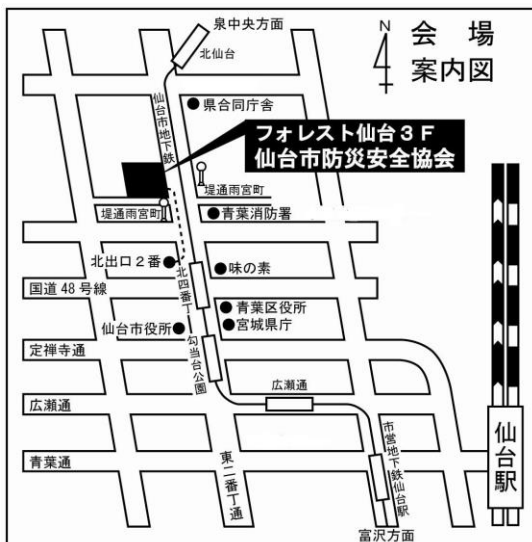 泉中央方面
北仙台
N
会場
案内図
仙台市地下鉄
県合同庁舎
フォレスト仙台3F
仙台市防災安全協会
堤通雨宮町
堤通雨宮町
青葉消防署
北出口2番
北四番丁
味の素
国道48号線
青葉区役所
仙台市役所
宮城県庁
定禅寺通
勾当台公園
広瀬通
広瀬通
青葉通
東二番丁通
市営地下鉄仙台駅
仙台駅
富沢方面